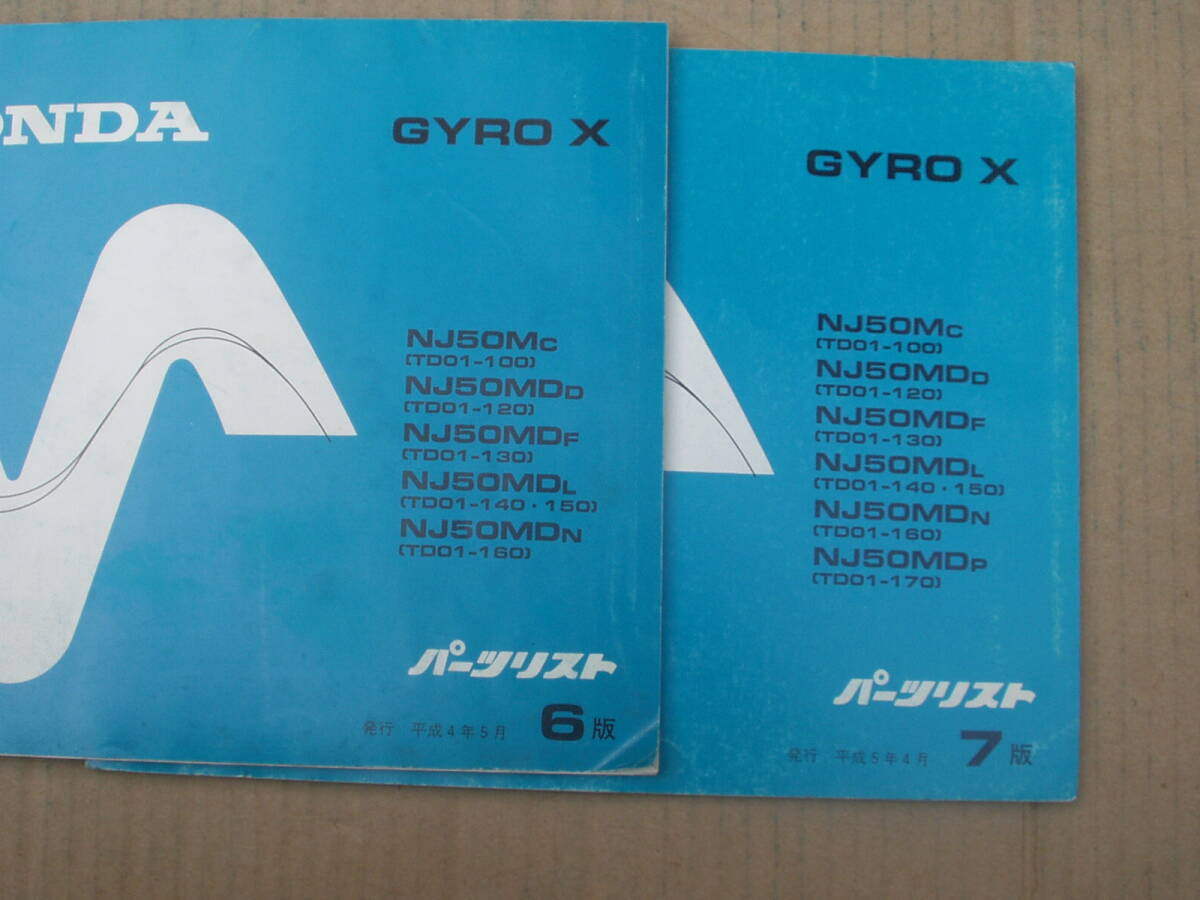 ONDA
GYRO X
NJ50MC
(TD01-100)
NJ50MDD
(TD01-120)
NJ50MDF
(TD01-130)
NJ50MDL
(TD01-140・150)
NJ50MDN
(TD01-160)
パーツリスト
発行 平成4年5月 6版
GYRO X
NJ50MC
(TD01-100)
NJ50MDD
(TD01-120)
NJ50MDF
(TD01-130)
NJ50MDL
(TD01-140・150)
NJ50MDN
(TD01-160)
NJ50MDP
(TD01-170)
パーツリスト
発行 平成5年4月 7版